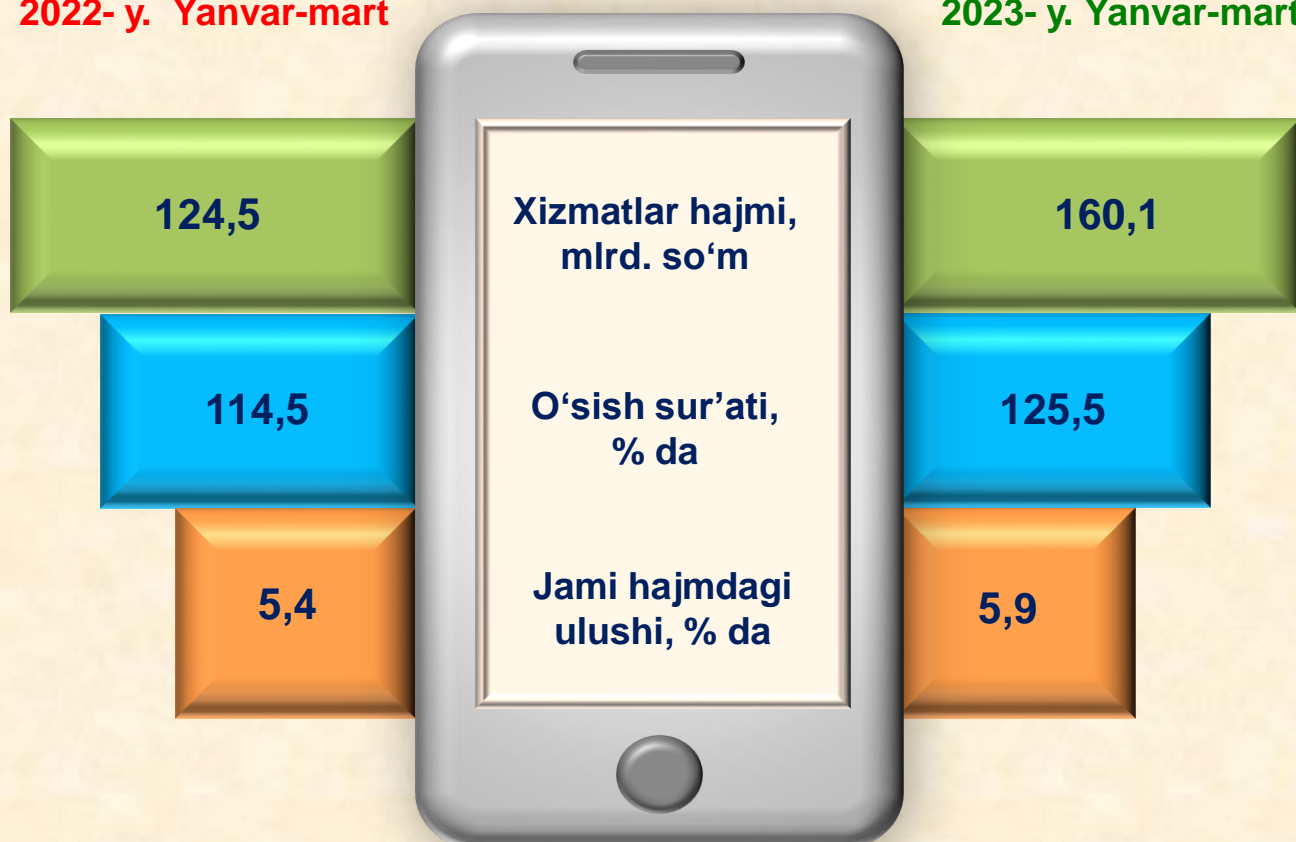 2022- y. Yanvar-mart
2023- y. Yanvar-mart
124,5
Xizmatlar hajmi,
mlrd. so‘m
160,1
114,5
O‘sish sur’ati,
% da
125,5
5,4
Jami hajmdagi
ulushi, % da
5,9